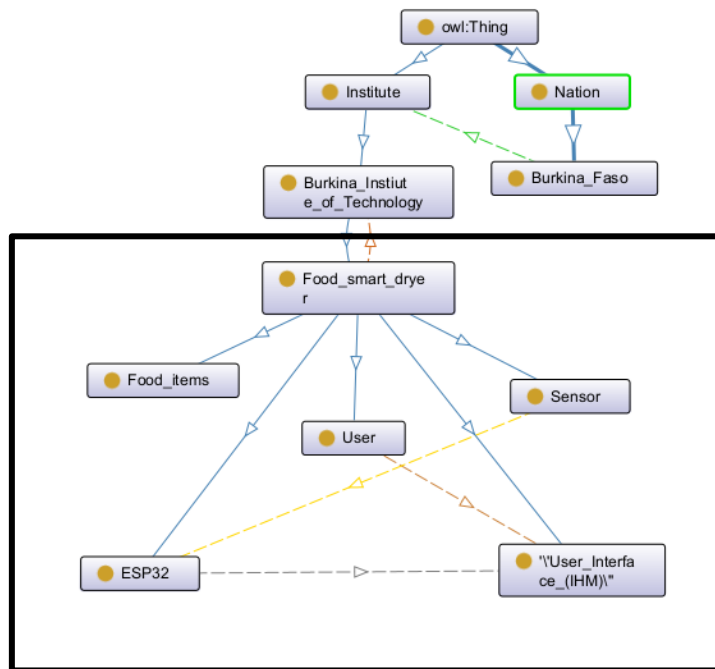 owl:Thing
Institute
Nation
Burkina_Instiut
e_of_Technology
Burkina_Faso
Food_smart_drye
r
Food_items
Sensor
User
ESP32
'\'User_Interfa
ce_(IHM)\''